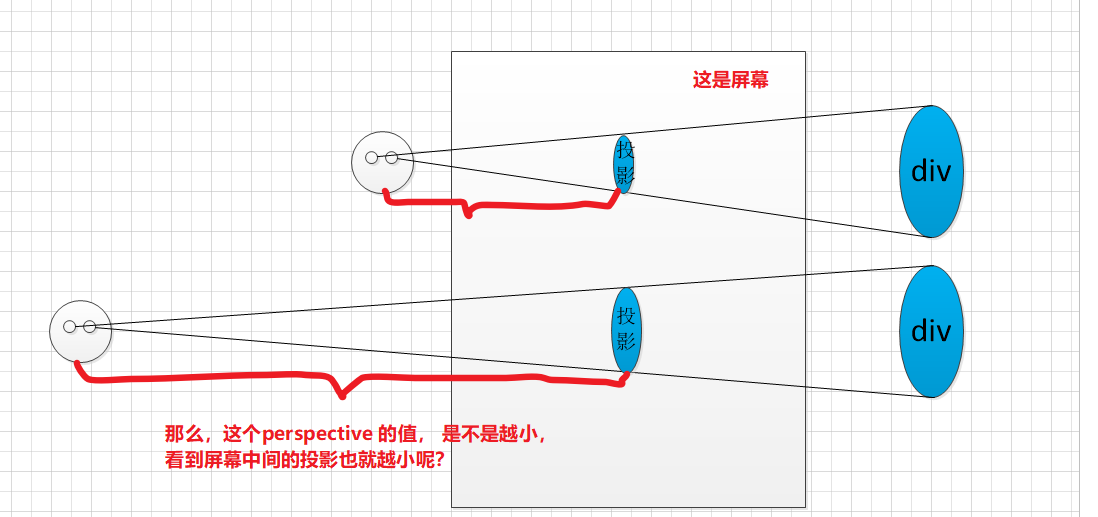 这是屏幕
投
影
div
投
影
div
那么，这个perspective 的值， 是不是越小，
看到屏幕中间的投影也就越小呢？